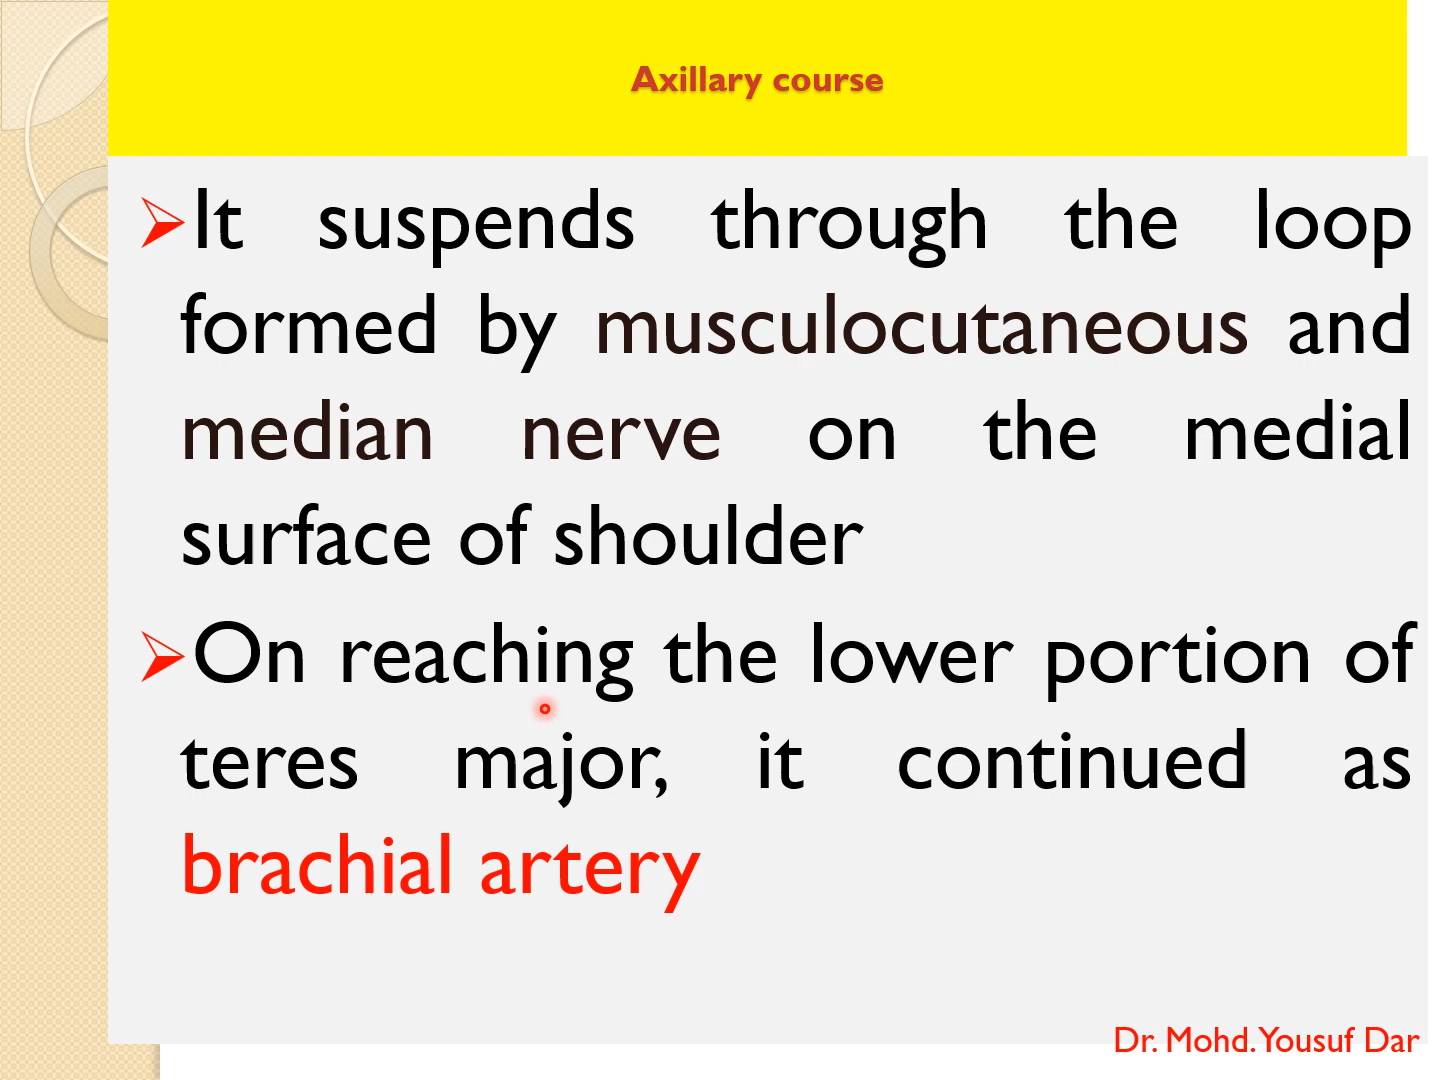 Axillary course
It suspends through the loop
formed by musculocutaneous and
median nerve on the medial
surface of shoulder
On reaching the lower portion of
teres major, it continued as
brachial artery
Dr. Mohd.Yousuf Dar